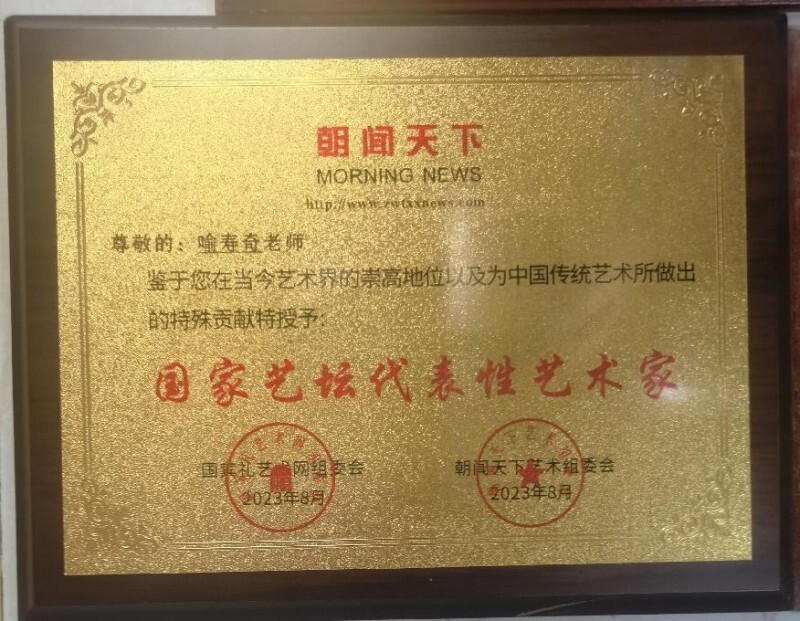 朝闻天下
MORNING NEWS
http://www.zwtxxnews.com
尊敬的：喻寿奇老师
鉴于您在当今艺术界的崇高地位以及为中国传统艺术所做出
的特殊贡献特授予：
国家艺坛代表性艺术家
国宾礼艺术网组委会
2023年8月
朝闻天下艺术组委会
2023年8月